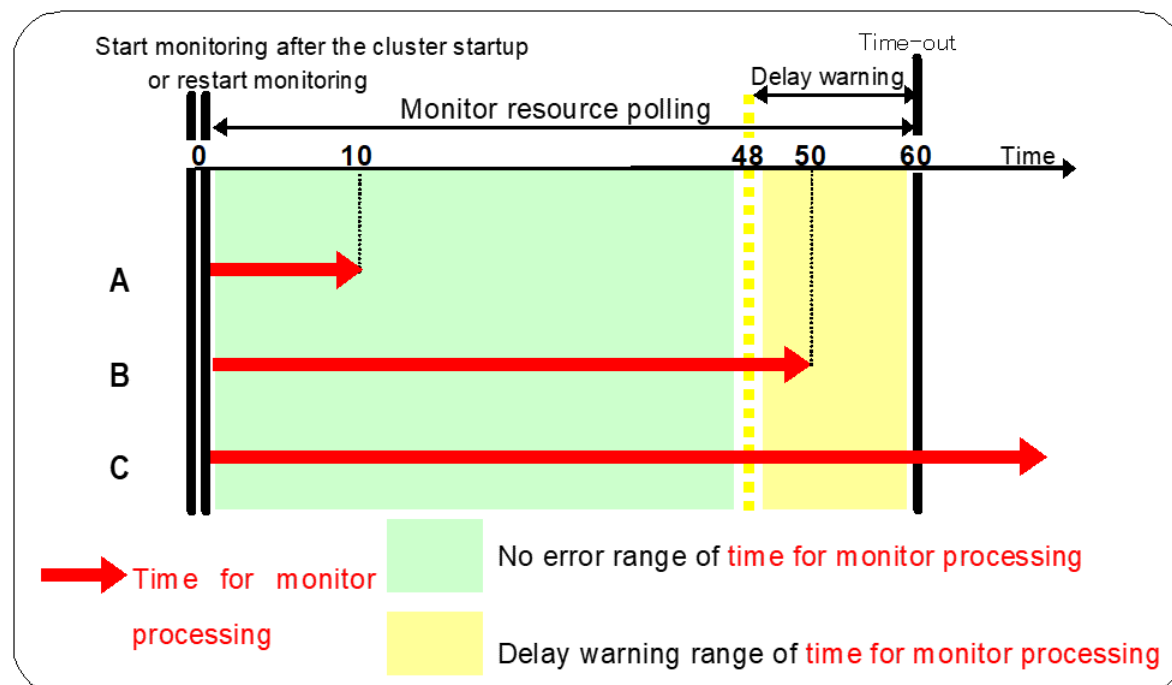 Start monitoring after the cluster startup
or restart monitoring
Time-out
Delay warning
Monitor resource polling
0 10 48 50 60 Time
A
B
C
Time for monitor
processing
No error range of time for monitor processing
Delay warning range of time for monitor processing